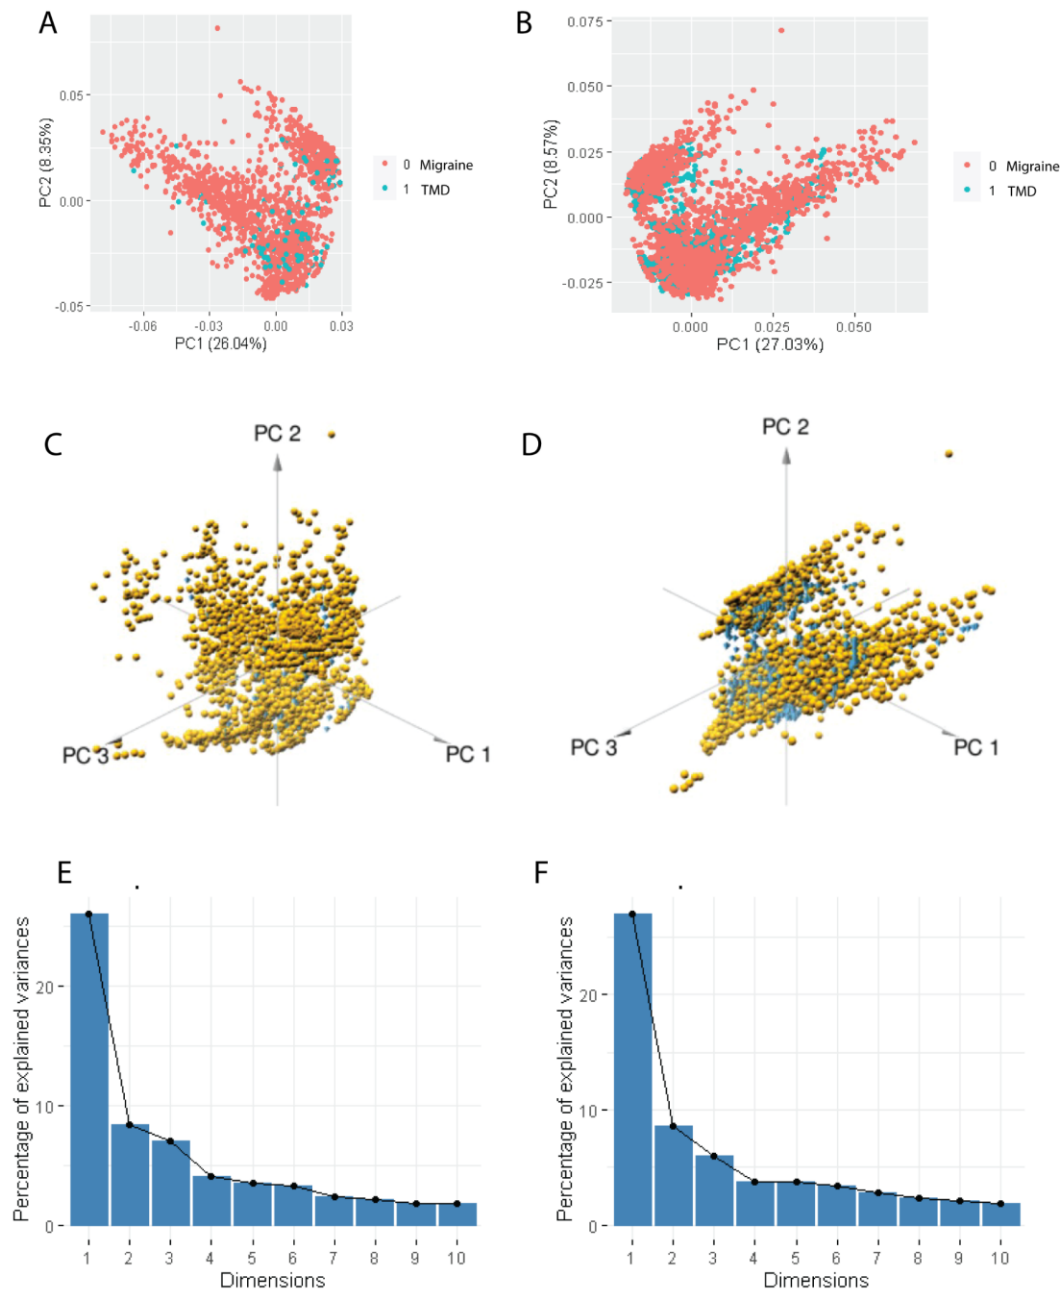 A
0.05
0.00
-0.05
PC2 (8.35%)
-0.06 -0.03 0.00 0.03
PC1 (26.04%)
0 Migraine
1 TMD
B
0.075
0.050
0.025
0.000
-0.025
PC2 (8.57%)
0.000 0.025 0.050
PC1 (27.03%)
0 Migraine
1 TMD
C
PC 2
PC 3
PC 1
D
PC 2
PC 3
PC 1
E
Percentage of explained variances
20
10
0
1 2 3 4 5 6 7 8 9 10
Dimensions
F
Percentage of explained variances
20
10
0
1 2 3 4 5 6 7 8 9 10
Dimensions